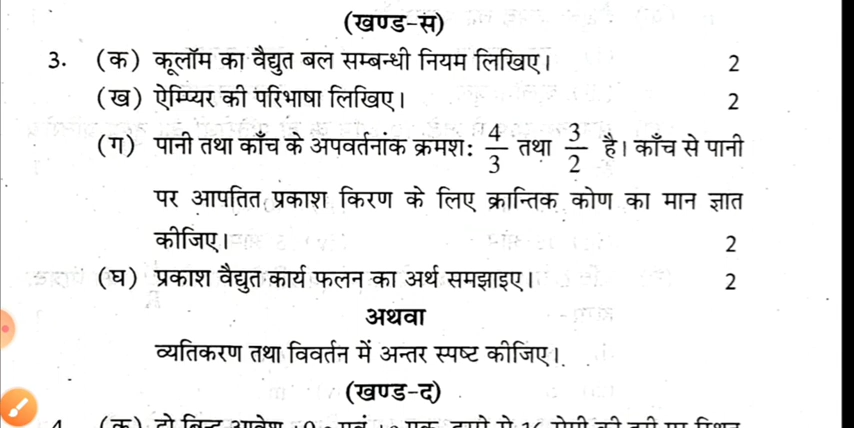 (खण्ड-स)
3. (क) कूलॉम का वैद्युत बल सम्बन्धी नियम लिखिए। 2
(ख) ऐम्प्यिर की परिभाषा लिखिए। 2
(ग) पानी तथा काँच के अपवर्तनांक क्रमशः 4/3 तथा 3/2 है। काँच से पानी
पर आपतित प्रकाश किरण के लिए क्रान्तिक कोण का मान ज्ञात
कीजिए। 2
(घ) प्रकाश वैद्युत कार्य फलन का अर्थ समझाइए। 2
अथवा
व्यतिकरण तथा विवर्तन में अन्तर स्पष्ट कीजिए।
(खण्ड-द)